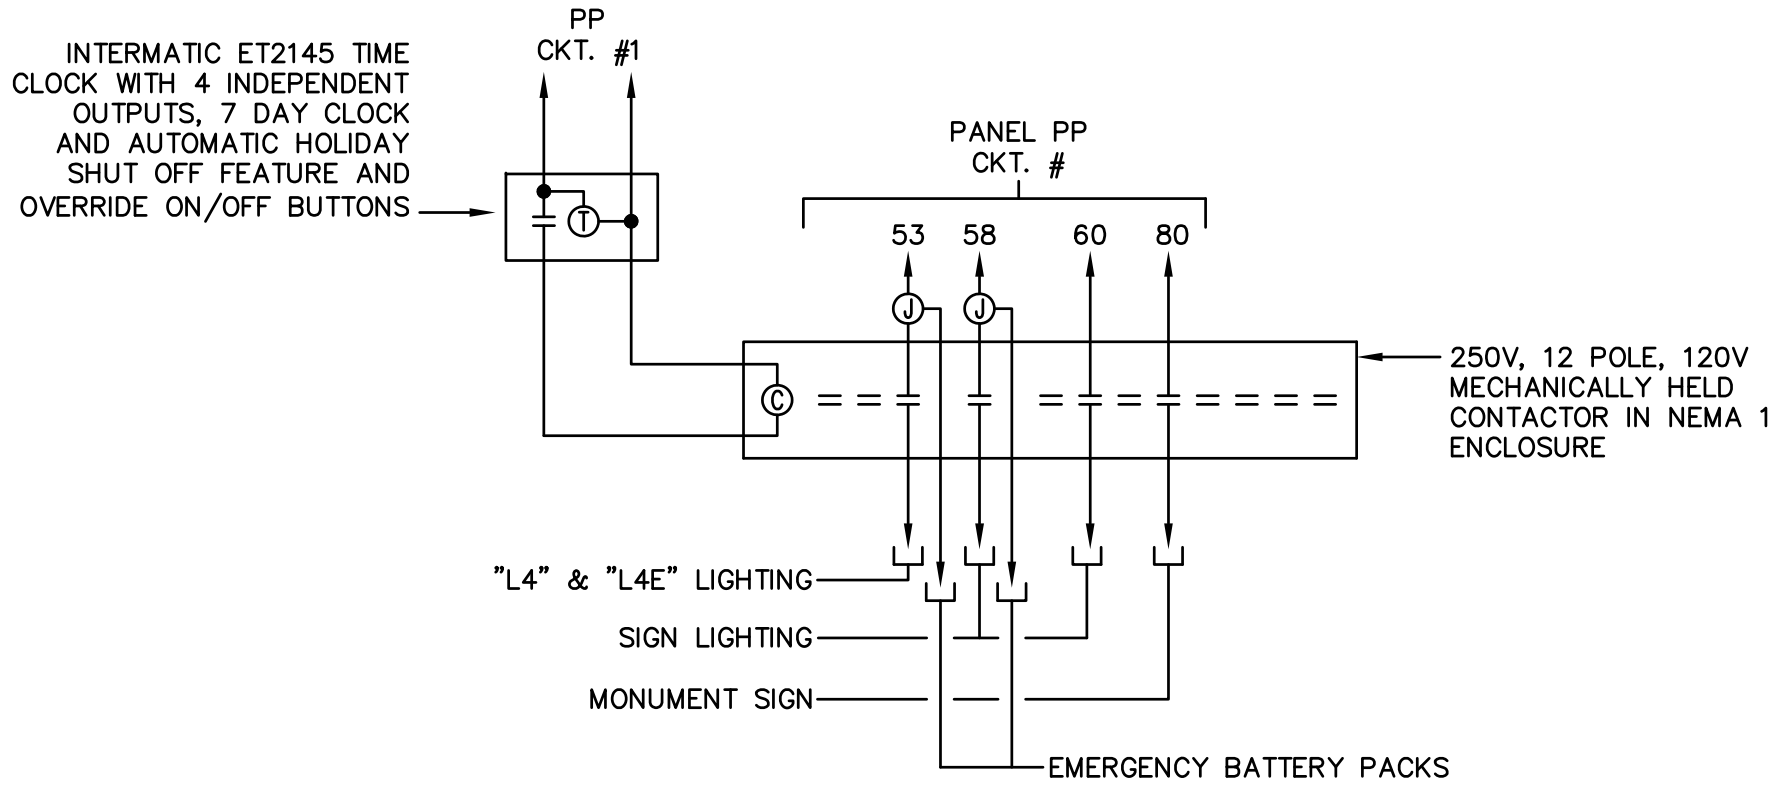 PP
CKT. #1
INTERMATIC ET2145 TIME
CLOCK WITH 4 INDEPENDENT
OUTPUTS, 7 DAY CLOCK
AND AUTOMATIC HOLIDAY
SHUT OFF FEATURE AND
OVERRIDE ON/OFF BUTTONS
T
PANEL PP
CKT. #
53 58 60 80
J J
C
250V, 12 POLE, 120V
MECHANICALLY HELD
CONTACTOR IN NEMA 1
ENCLOSURE
"L4" & "L4E" LIGHTING
SIGN LIGHTING
MONUMENT SIGN
EMERGENCY BATTERY PACKS